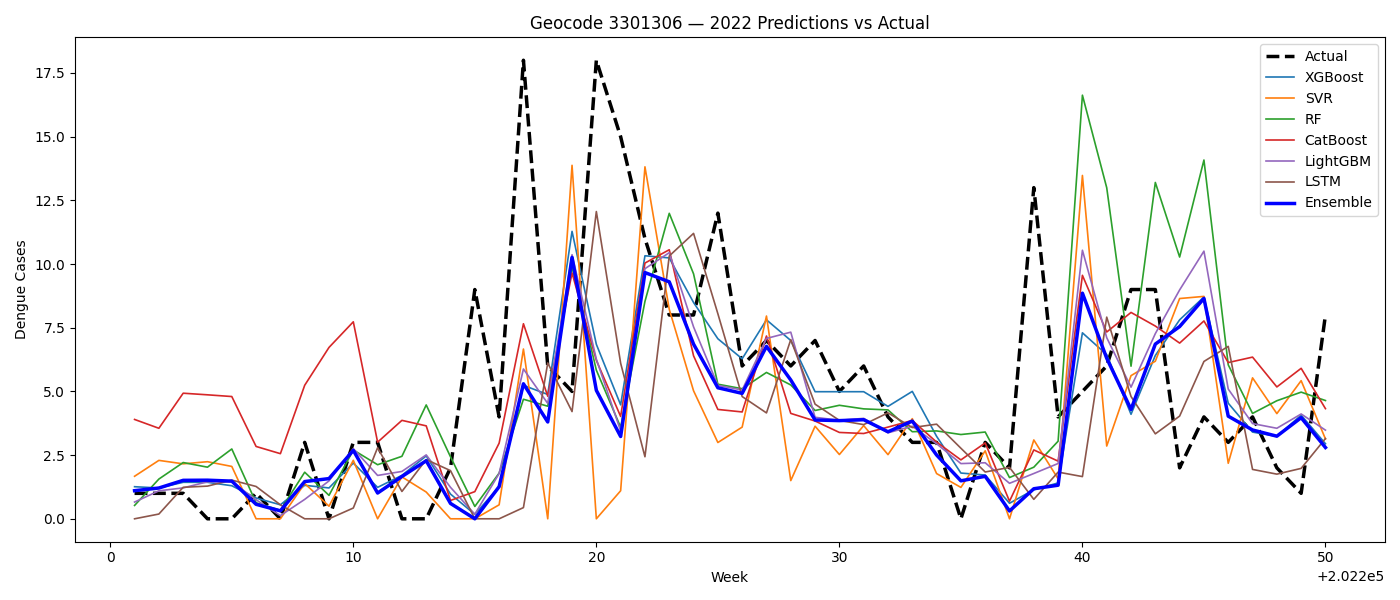 Geocode 3301306 — 2022 Predictions vs Actual
Dengue Cases
17.5
15.0
12.5
10.0
7.5
5.0
2.5
0.0
Actual
XGBoost
SVR
RF
CatBoost
LightGBM
LSTM
Ensemble
0 10 20 30 40 50
+2.022e5
Week